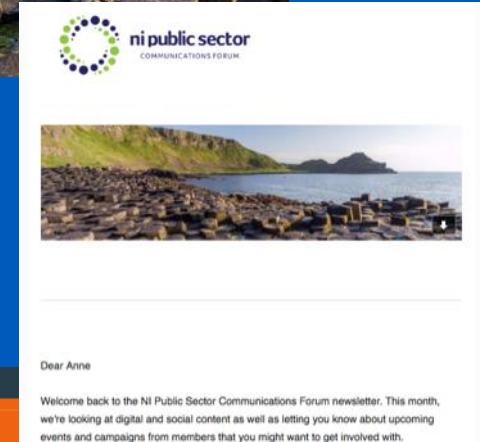 ni public sector
COMMUNICATIONS FORUM
Dear Anne
Welcome back to the NI Public Sector Communications Forum newsletter. This month,
we're looking at digital and social content as well as letting you know about upcoming
events and campaigns from members that you might want to get involved with.